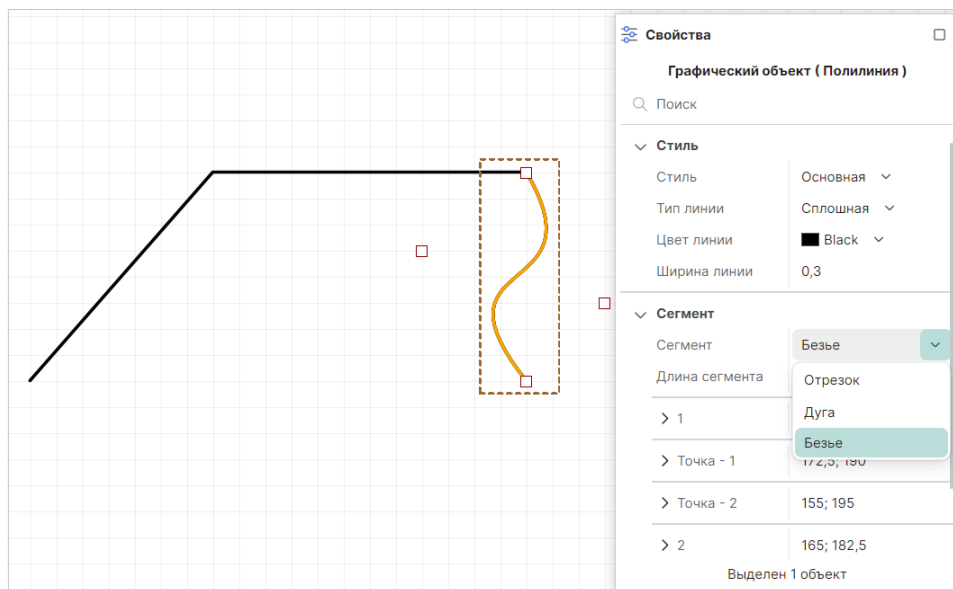 Свойства
Графический объект ( Полилиния )
Поиск
Стиль
Стиль Основная
Тип линии Сплошная
Цвет линии Black
Ширина линии 0,3
Сегмент
Сегмент Безье
Длина сегмента
Отрезок
1
Дуга
Безье
Точка - 1 172,5; 190
Точка - 2 155; 195
2 165; 182,5
Выделен 1 объект